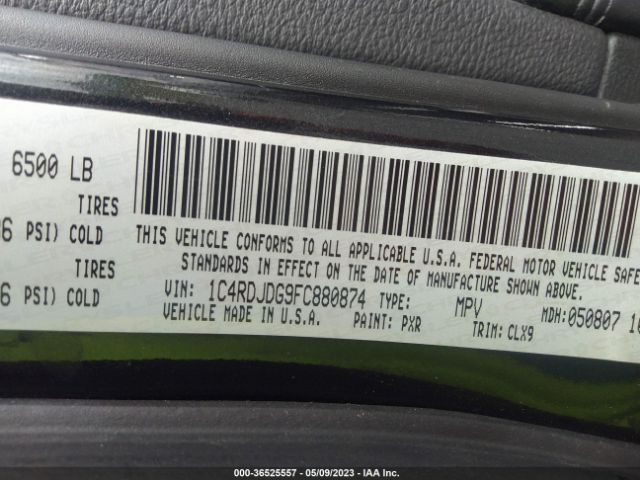 6500 LB
TIRES
6 PSI) COLD
TIRES
6 PSI) COLD
THIS VEHICLE CONFORMS TO ALL APPLICABLE U.S.A. FEDERAL MOTOR VEHICLE SAFE
STANDARDS IN EFFECT ON THE DATE OF MANUFACTURE SHOWN ABOVE.
VIN: 1C4RDJDG9FC880874 TYPE: MPV MDH:050807 10
VEHICLE MADE IN U.S.A. PAINT: PXR TRIM: CLX9
000-36525557 - 05/09/2023 - IAA Inc.